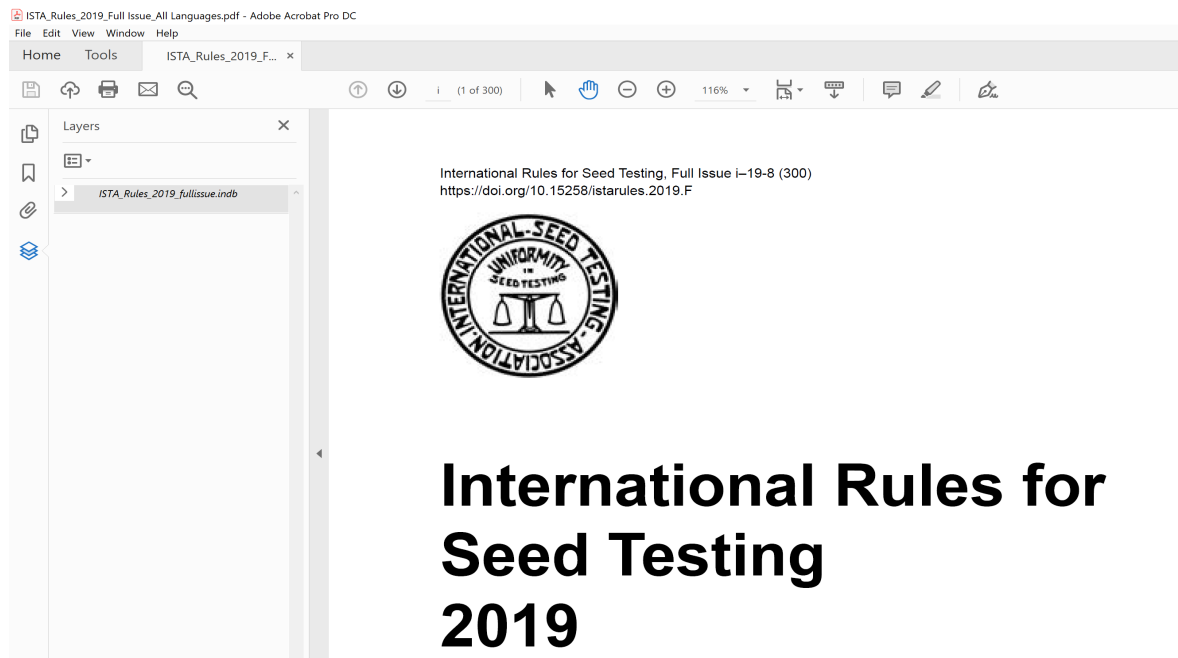 ISTA_Rules_2019_Full Issue_All Languages.pdf - Adobe Acrobat Pro DC
File Edit View Window Help
Home Tools ISTA_Rules_2019_F... ×
i (1 of 300) 116%
Layers
ISTA_Rules_2019_fullissue.indb
International Rules for Seed Testing, Full Issue i–19-8 (300)
https://doi.org/10.15258/istarules.2019.F
INTERNATIONAL-SEED TESTING-ASSOCIATION.
UNIFORMITY
IN
SEED TESTING
International Rules for
Seed Testing
2019